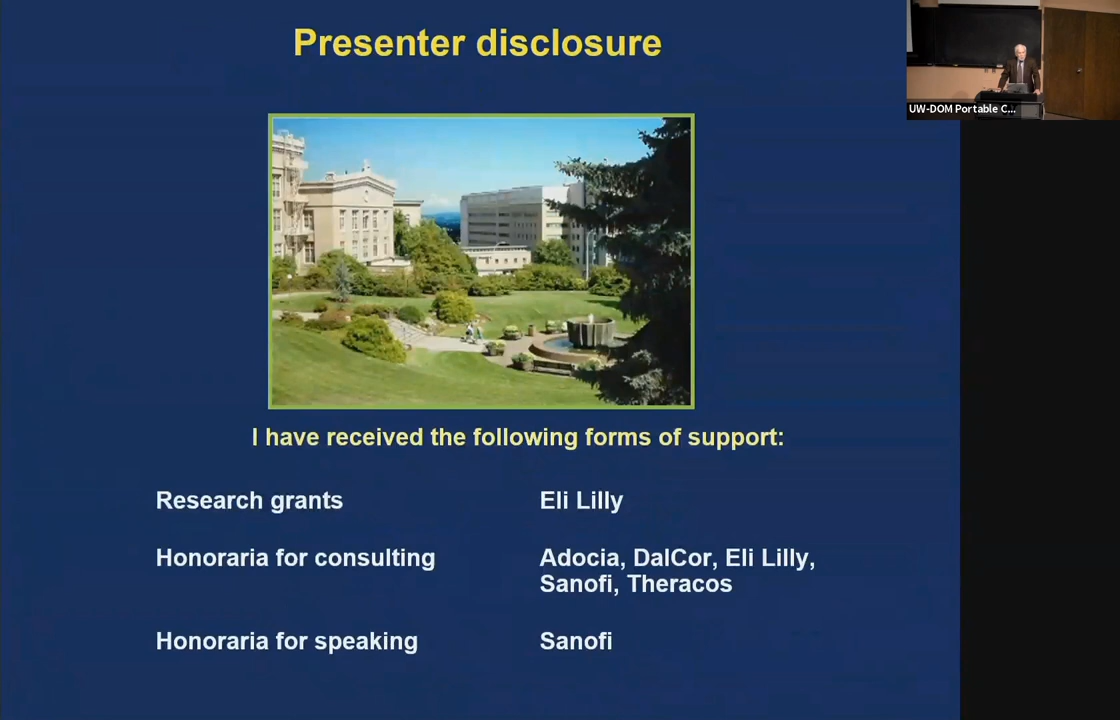 Presenter disclosure
UW-DOM Portable C...
I have received the following forms of support:
Research grants
Eli Lilly
Honoraria for consulting
Adocia, DalCor, Eli Lilly,
Sanofi, Theracos
Honoraria for speaking
Sanofi